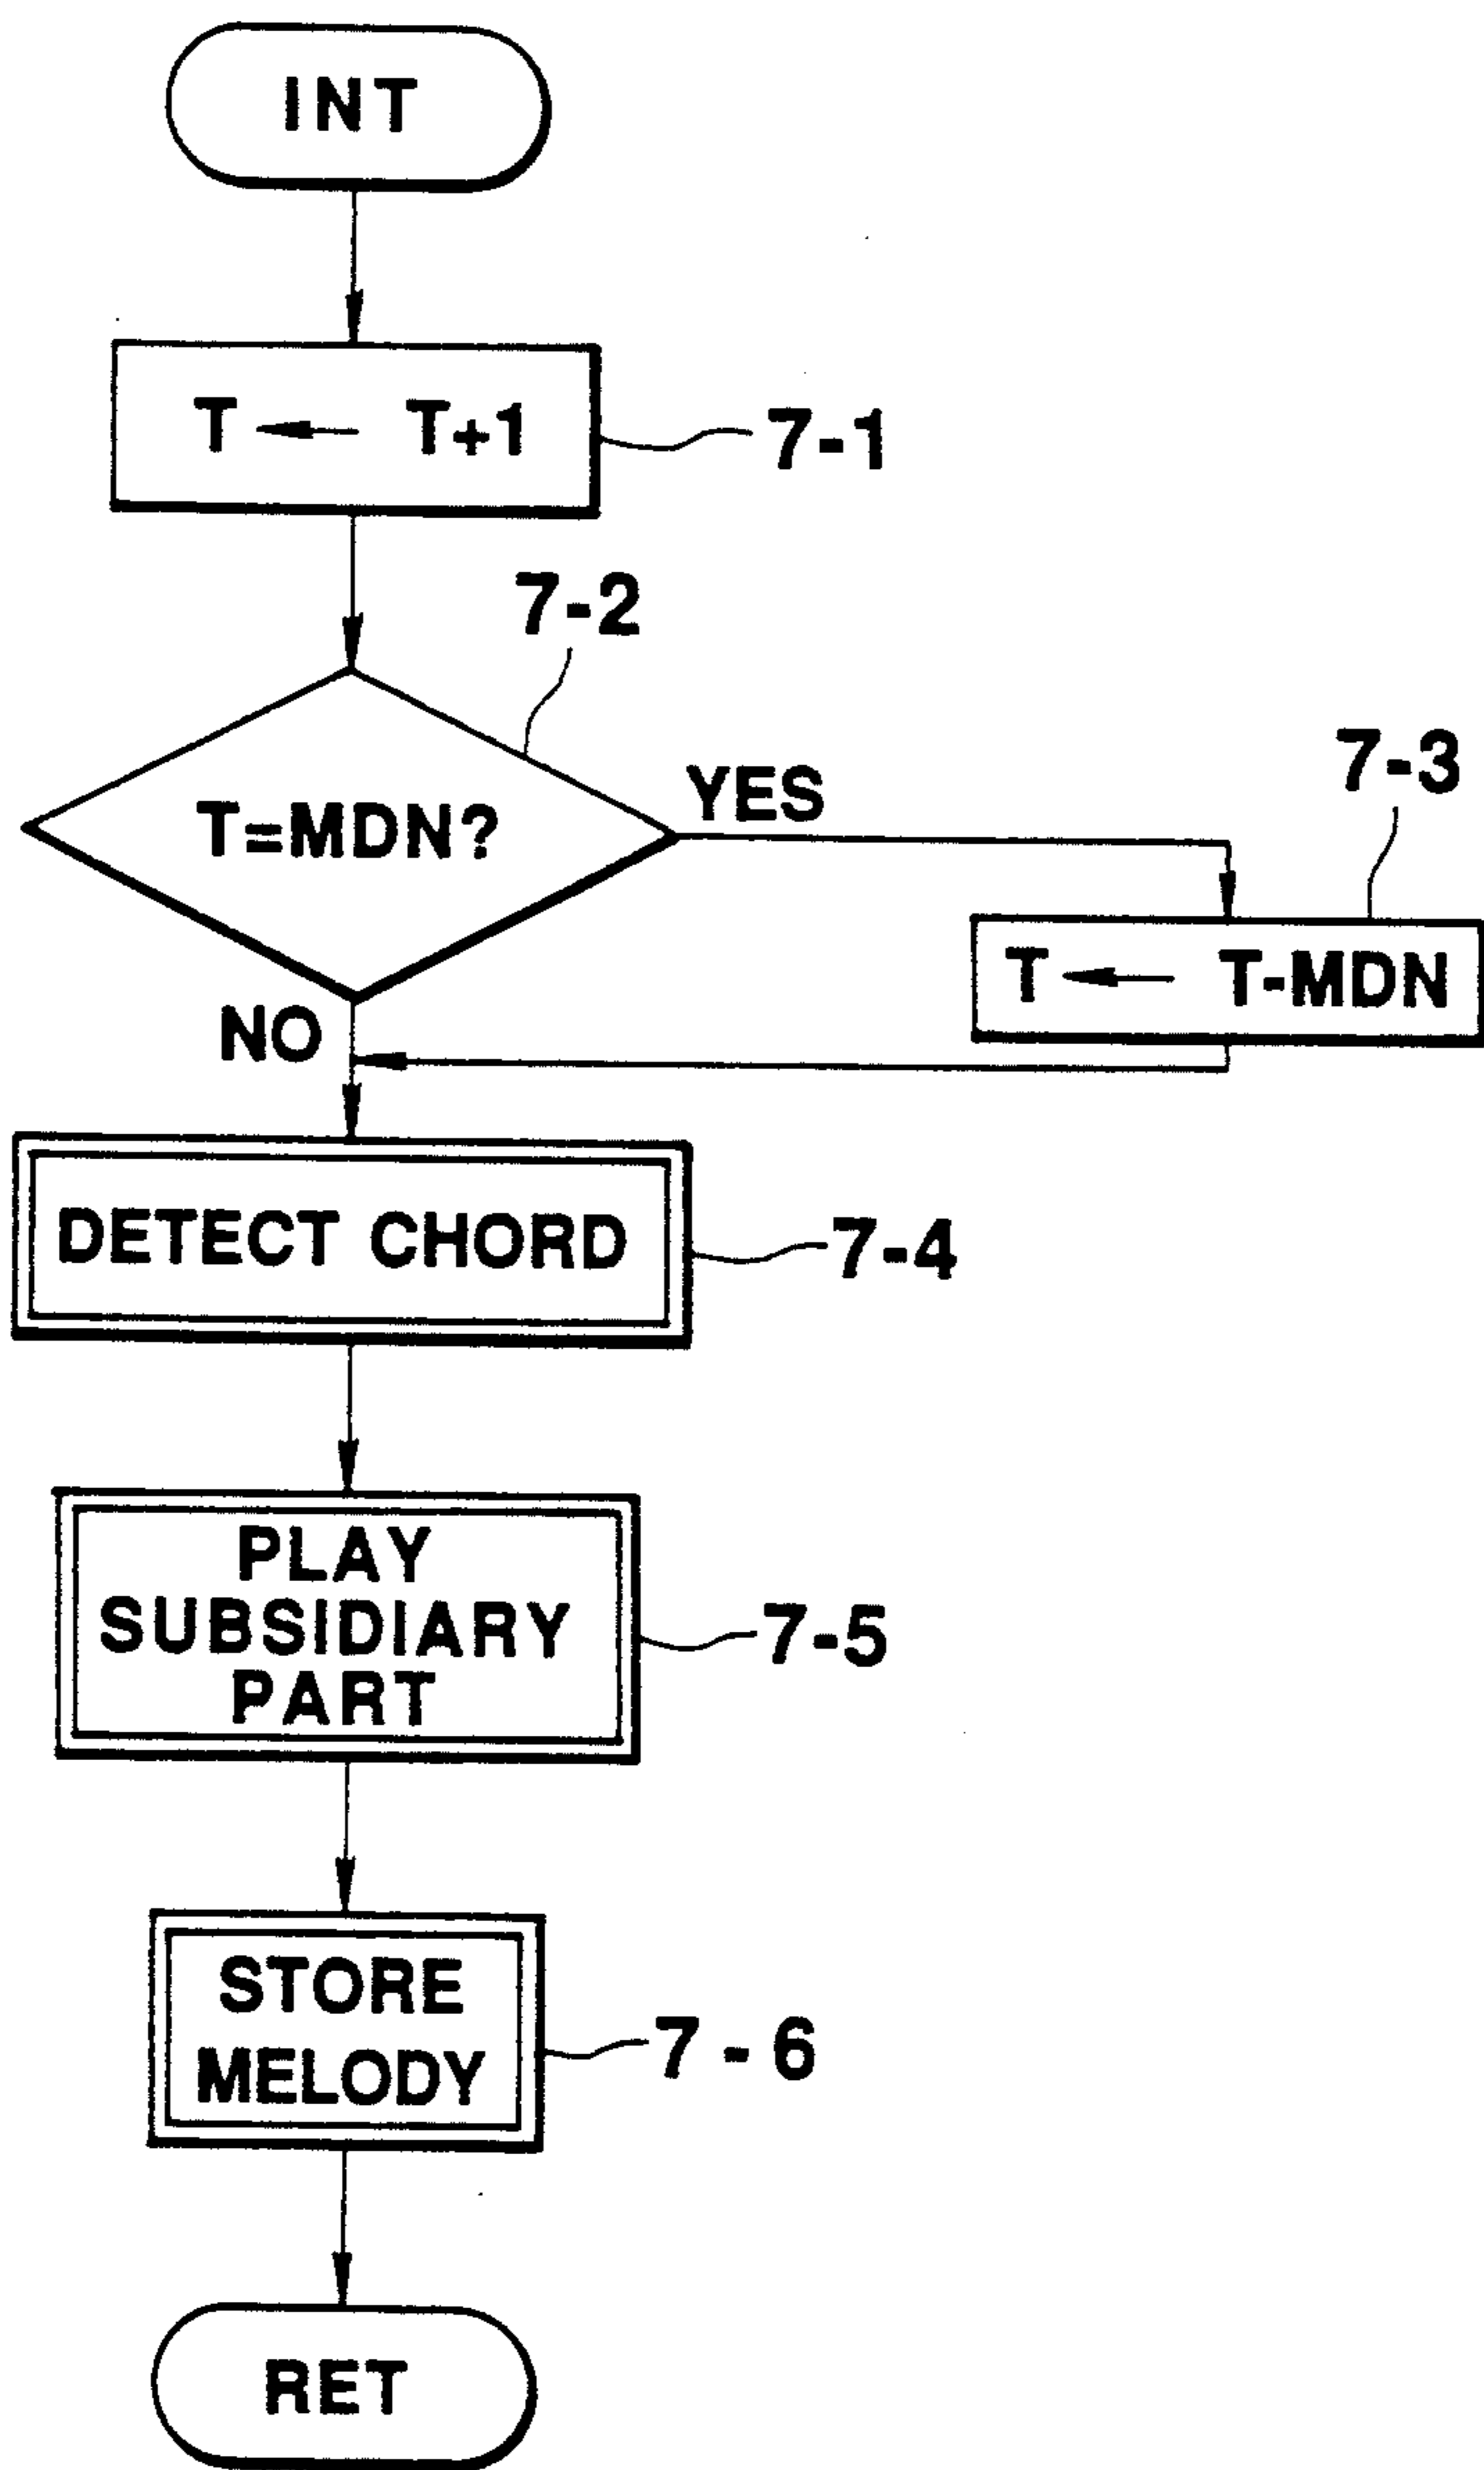 INT
T ← T+1
7-1
7-2
T=MDN?
YES
7-3
T ← T-MDN
NO
DETECT CHORD
7-4
PLAY
SUBSIDIARY
PART
7-5
STORE
MELODY
7-6
RET